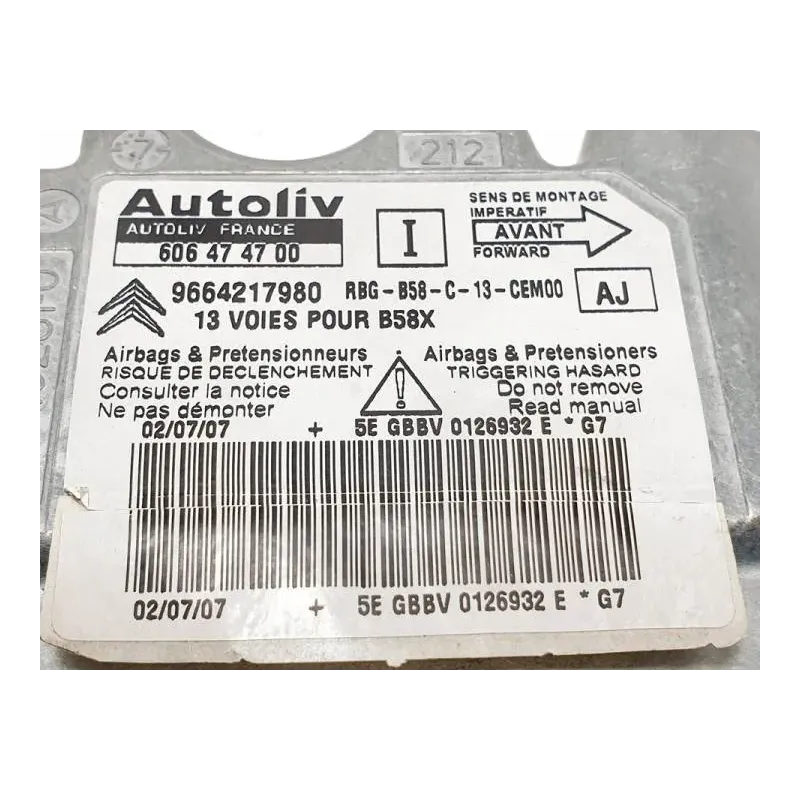 7
212
Autoliv
AUTOLIV FRANCE
606 47 47 00
I
SENS DE MONTAGE
IMPERATIF
AVANT
FORWARD
9664217980 RBG-B58-C-13-CEM00 AJ
13 VOIES POUR B58X
Airbags & Pretensionneurs
RISQUE DE DECLENCHEMENT
Consulter la notice
Ne pas démonter
Airbags & Pretensioners
TRIGGERING HASARD
Do not remove
Read manual
02/07/07 + 5E GBBV 0126932 E * G7
02/07/07 + 5E GBBV 0126932 E * G7